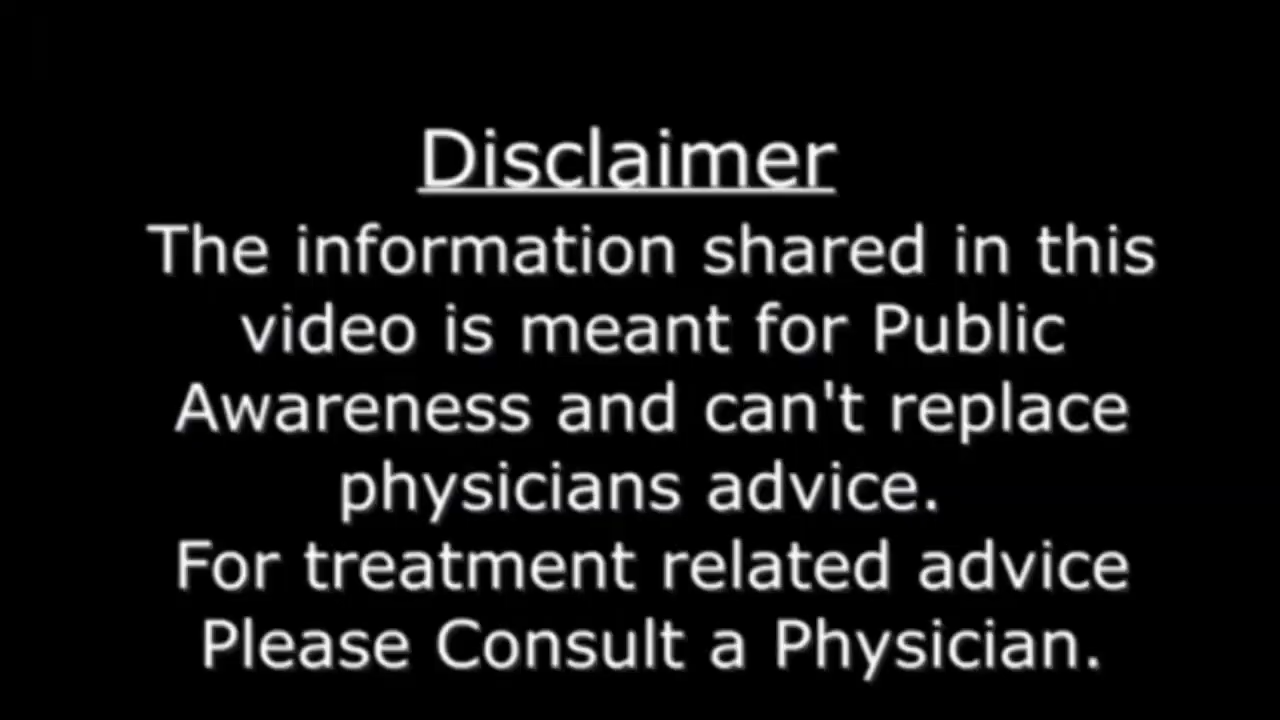 Disclaimer
The information shared in this
video is meant for Public
Awareness and can't replace
physicians advice.
For treatment related advice
Please Consult a Physician.